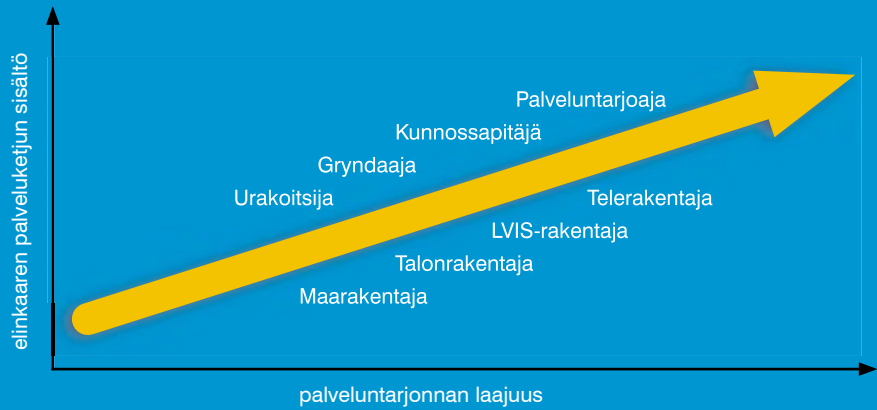 elinkaaren palveluketjun sisältö
Palveluntarjoaja
Kunnossapitäjä
Gryndaaja
Urakoitsija
Telerakentaja
LVIS-rakentaja
Talonrakentaja
Maarakentaja
palveluntarjonnan laajuus